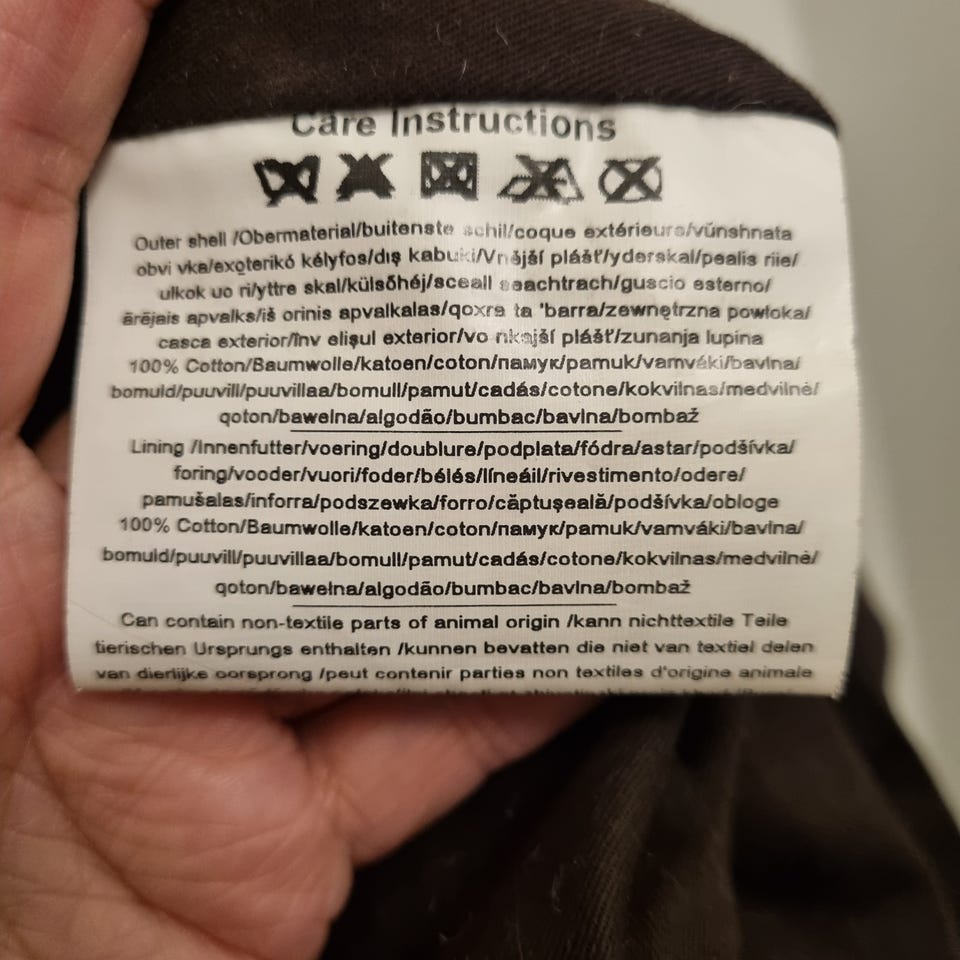 Care Instructions
Outer shell /Obermaterial/buitenste schil/coque extérieure/vŭnshnata
obvi vka/exoterikó kélyfos/dış kabuki/Vnější plášť/yderskal/pealis riie/
ulkok uo ri/yttre skal/külsőhéj/sceall seachtrach/guscio esterno/
ārējais apvalks/iš orinis apvalkalas/qoxra ta 'barra/zewnętrzna powłoka/
casca exterior/înv elişul exterior/vo nkajší plášť/zunanja lupina
100% Cotton/Baumwolle/katoen/coton/памук/pamuk/vamváki/bavlna/
bomuld/puuvill/puuvillaa/bomull/pamut/cadás/cotone/kokvilnas/medvilnė/
qoton/bawełna/algodão/bumbac/bavlna/bombaž
Lining /Innenfutter/voering/doublure/podplata/fódra/astar/podšívka/
foring/vooder/vuori/foder/bélés/líneáil/rivestimento/odere/
pamušalas/inforra/podszewka/forro/căptuşeală/podšívka/obloge
100% Cotton/Baumwolle/katoen/coton/памук/pamuk/vamváki/bavlna/
bomuld/puuvill/puuvillaa/bomull/pamut/cadás/cotone/kokvilnas/medvilnė/
qoton/bawełna/algodão/bumbac/bavlna/bombaž
Can contain non-textile parts of animal origin /kann nichttextile Teile
tierischen Ursprungs enthalten /kunnen bevatten die niet van textiel delen
van dierlijke oorsprong /peut contenir parties non textiles d'origine animale